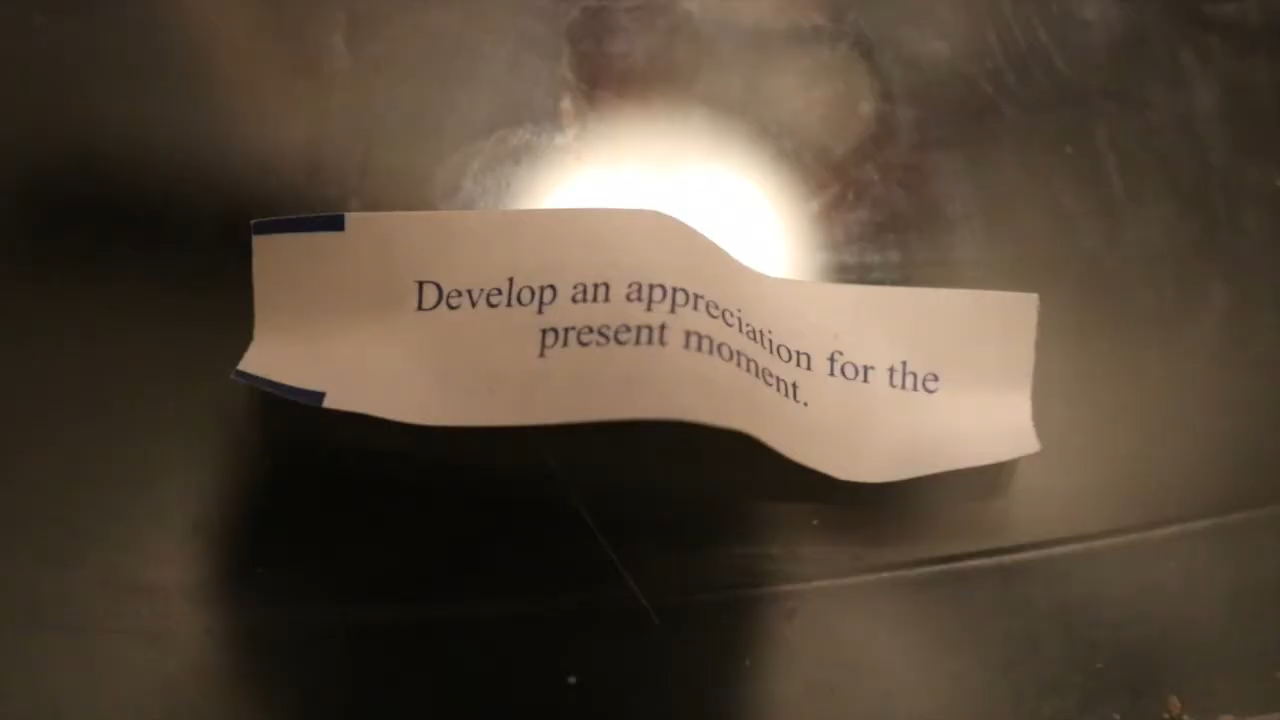 Develop an appreciation for the
present moment.